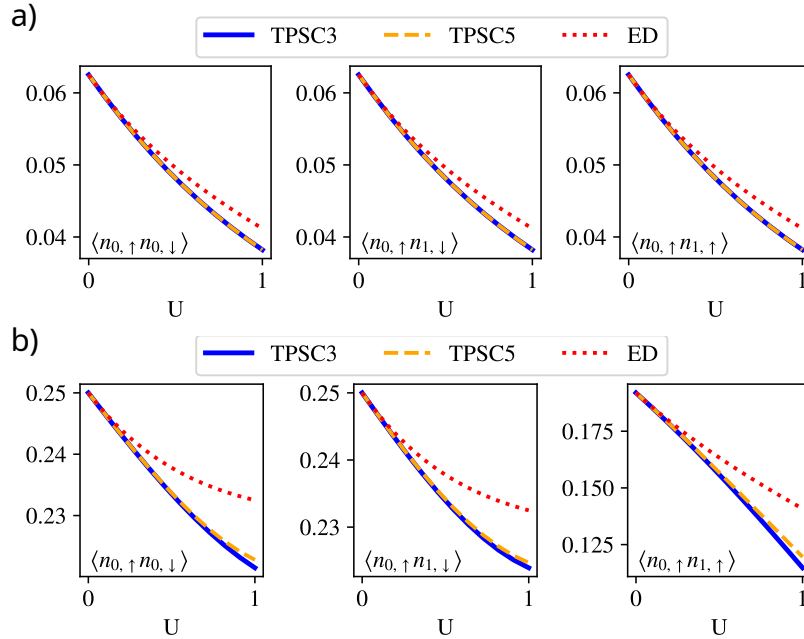 a)
TPSC3 TPSC5 ED
0.06
0.05
0.04
⟨n0,↑n0,↓⟩
0 1
U
0.06
0.05
0.04
⟨n0,↑n1,↓⟩
0 1
U
0.06
0.05
0.04
⟨n0,↑n1,↑⟩
0 1
U
b)
TPSC3 TPSC5 ED
0.25
0.24
0.23
⟨n0,↑n0,↓⟩
0 1
U
0.25
0.24
0.23
⟨n0,↑n1,↓⟩
0 1
U
0.175
0.150
0.125
⟨n0,↑n1,↑⟩
0 1
U